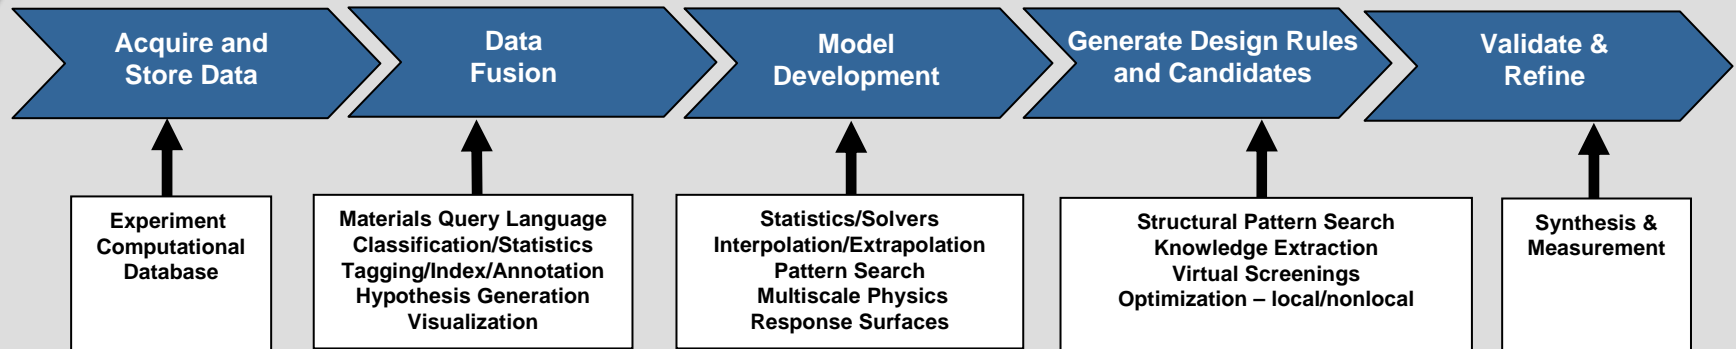 Acquire and
Store Data
Data
Fusion
Model
Development
Generate Design Rules
and Candidates
Validate &
Refine
Experiment
Computational
Database
Materials Query Language
Classification/Statistics
Tagging/Index/Annotation
Hypothesis Generation
Visualization
Statistics/Solvers
Interpolation/Extrapolation
Pattern Search
Multiscale Physics
Response Surfaces
Structural Pattern Search
Knowledge Extraction
Virtual Screenings
Optimization – local/nonlocal
Synthesis &
Measurement